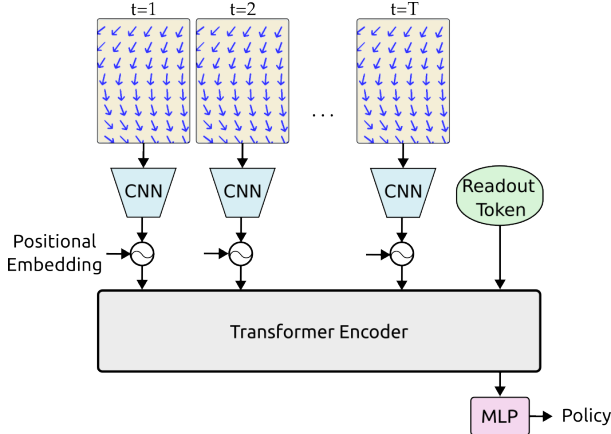 t=1
t=2
t=T
...
CNN
CNN
CNN
Readout
Token
Positional
Embedding
Transformer Encoder
MLP
Policy